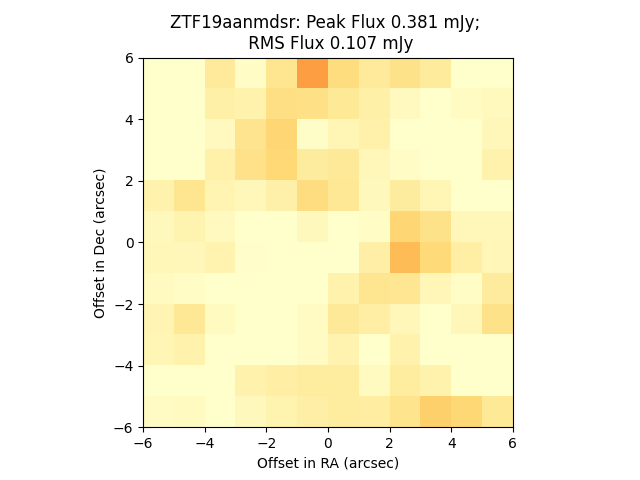 ZTF19aanmdsr: Peak Flux 0.381 mJy;
RMS Flux 0.107 mJy
6
4
2
0
−2
−4
−6
Offset in Dec (arcsec)
−6 −4 −2 0 2 4 6
Offset in RA (arcsec)